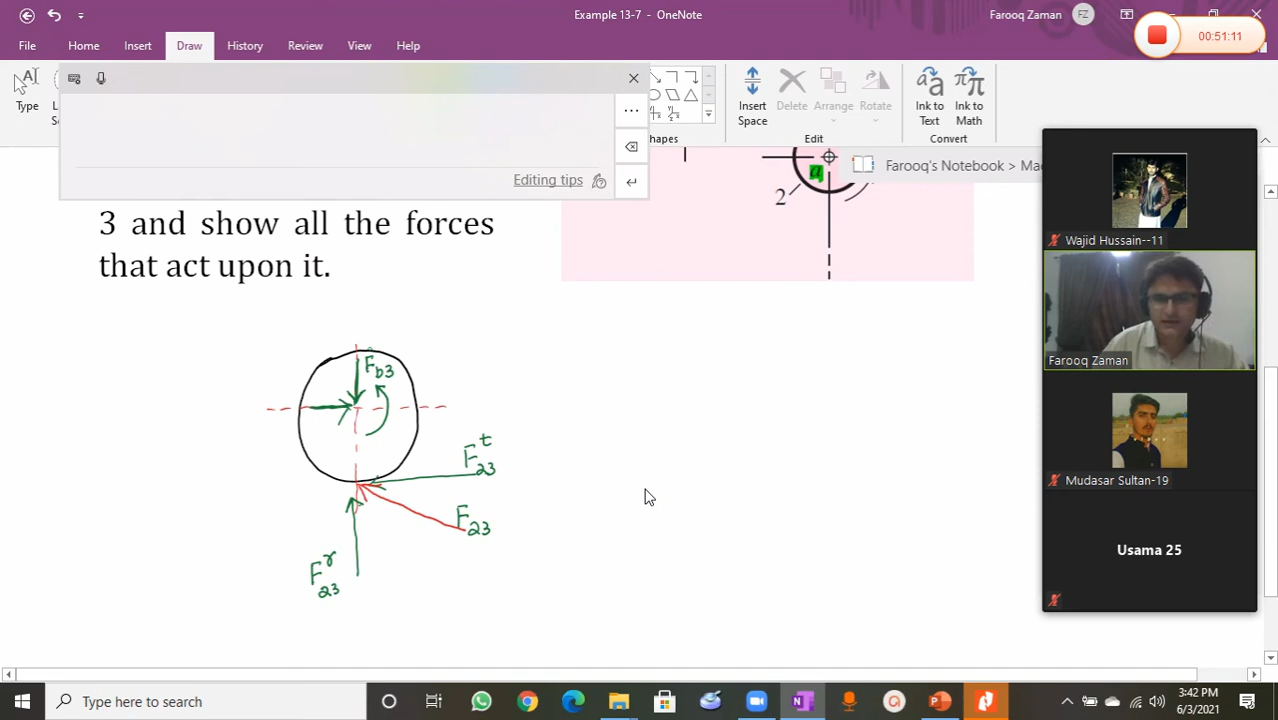 Example 13-7 - OneNote
Farooq Zaman
FZ
00:51:11
File
Home
Insert
Draw
History
Review
View
Help
Type
Insert
Space
Delete
Arrange
Rotate
Ink to
Text
Ink to
Math
hapes
Edit
Convert
Editing tips
Farooq's Notebook > Ma
a
2
3 and show all the forces
that act upon it.
Fb3
F23^t
F23
F23^r
Wajid Hussain--11
Farooq Zaman
Mudasar Sultan-19
Usama 25
Type here to search
3:42 PM
6/3/2021